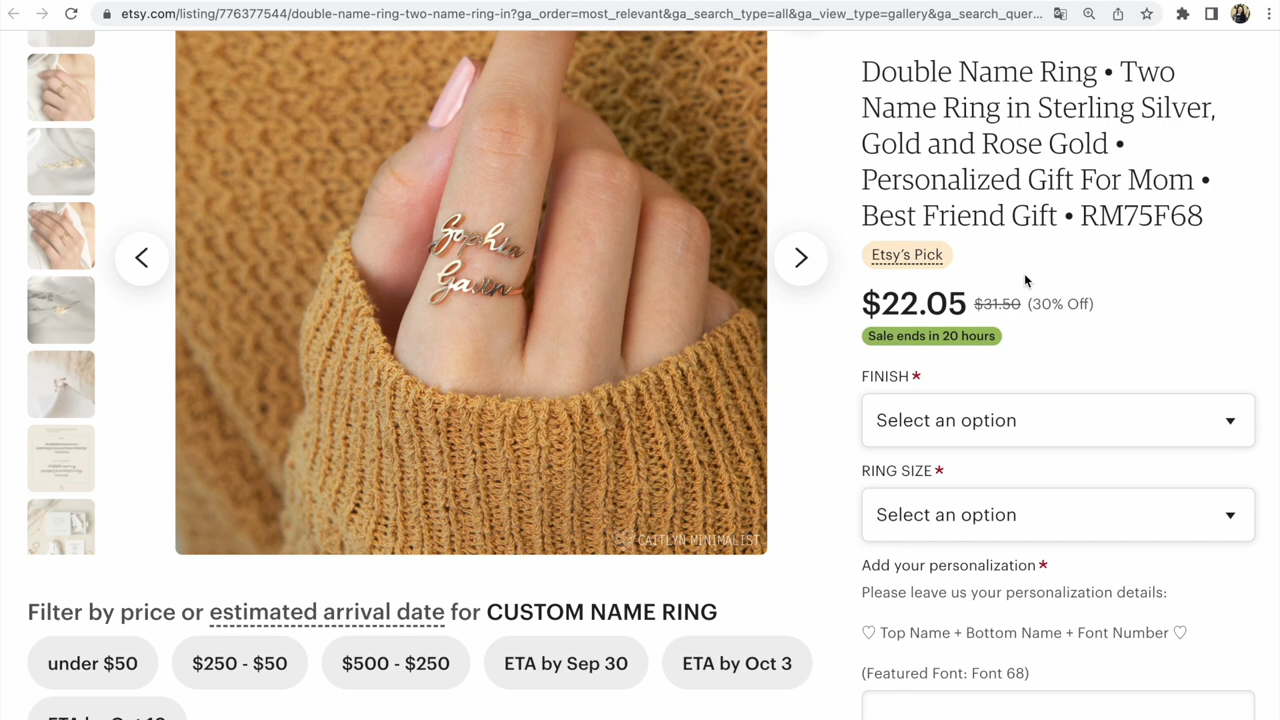 etsy.com/listing/776377544/double-name-ring-two-name-ring-in?ga_order=most_relevant&ga_search_type=all&ga_view_type=gallery&ga_search_quer...
Double Name Ring • Two
Name Ring in Sterling Silver,
Gold and Rose Gold •
Personalized Gift For Mom •
Best Friend Gift • RM75F68
Etsy's Pick
$22.05 $31.50 (30% Off)
Sale ends in 20 hours
FINISH*
Select an option
RING SIZE*
Select an option
Add your personalization*
Please leave us your personalization details:
♡ Top Name + Bottom Name + Font Number ♡
(Featured Font: Font 68)
Sophia
Gavin
CAITLYN MINIMALIST
Filter by price or estimated arrival date for CUSTOM NAME RING
under $50
$250 - $50
$500 - $250
ETA by Sep 30
ETA by Oct 3